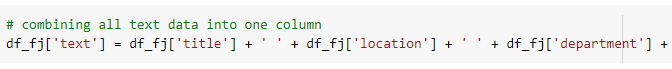 # combining all text data into one column
df_fj['text'] = df_fj['title'] + ' ' + df_fj['location'] + ' ' + df_fj['department'] +